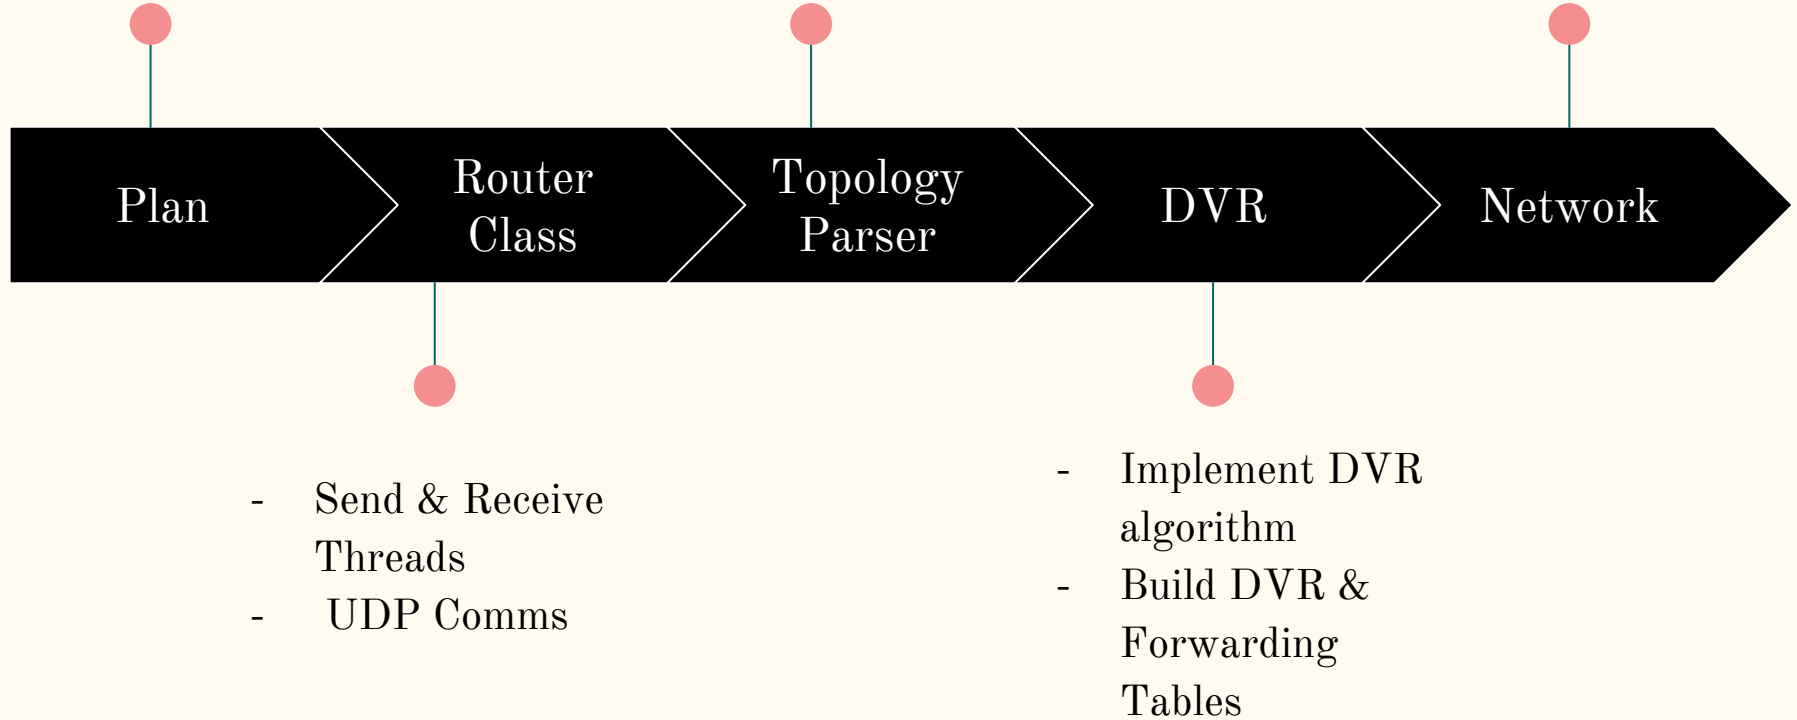 Plan
Router
Class
Topology
Parser
DVR
Network
- Send & Receive
Threads
- UDP Comms
- Implement DVR
algorithm
- Build DVR &
Forwarding
Tables